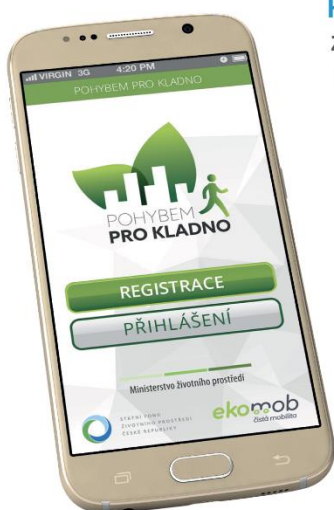 VIRGIN 3G 4:20 PM
POHYBEM PRO KLADNO
POHYBEM
PRO KLADNO
REGISTRACE
PŘIHLÁŠENÍ
Ministerstvo životního prostředí
STÁTNÍ FOND
ŽIVOTNÍHO PROSTŘEDÍ
ČESKÉ REPUBLIKY
ekomob
čistá mobilita